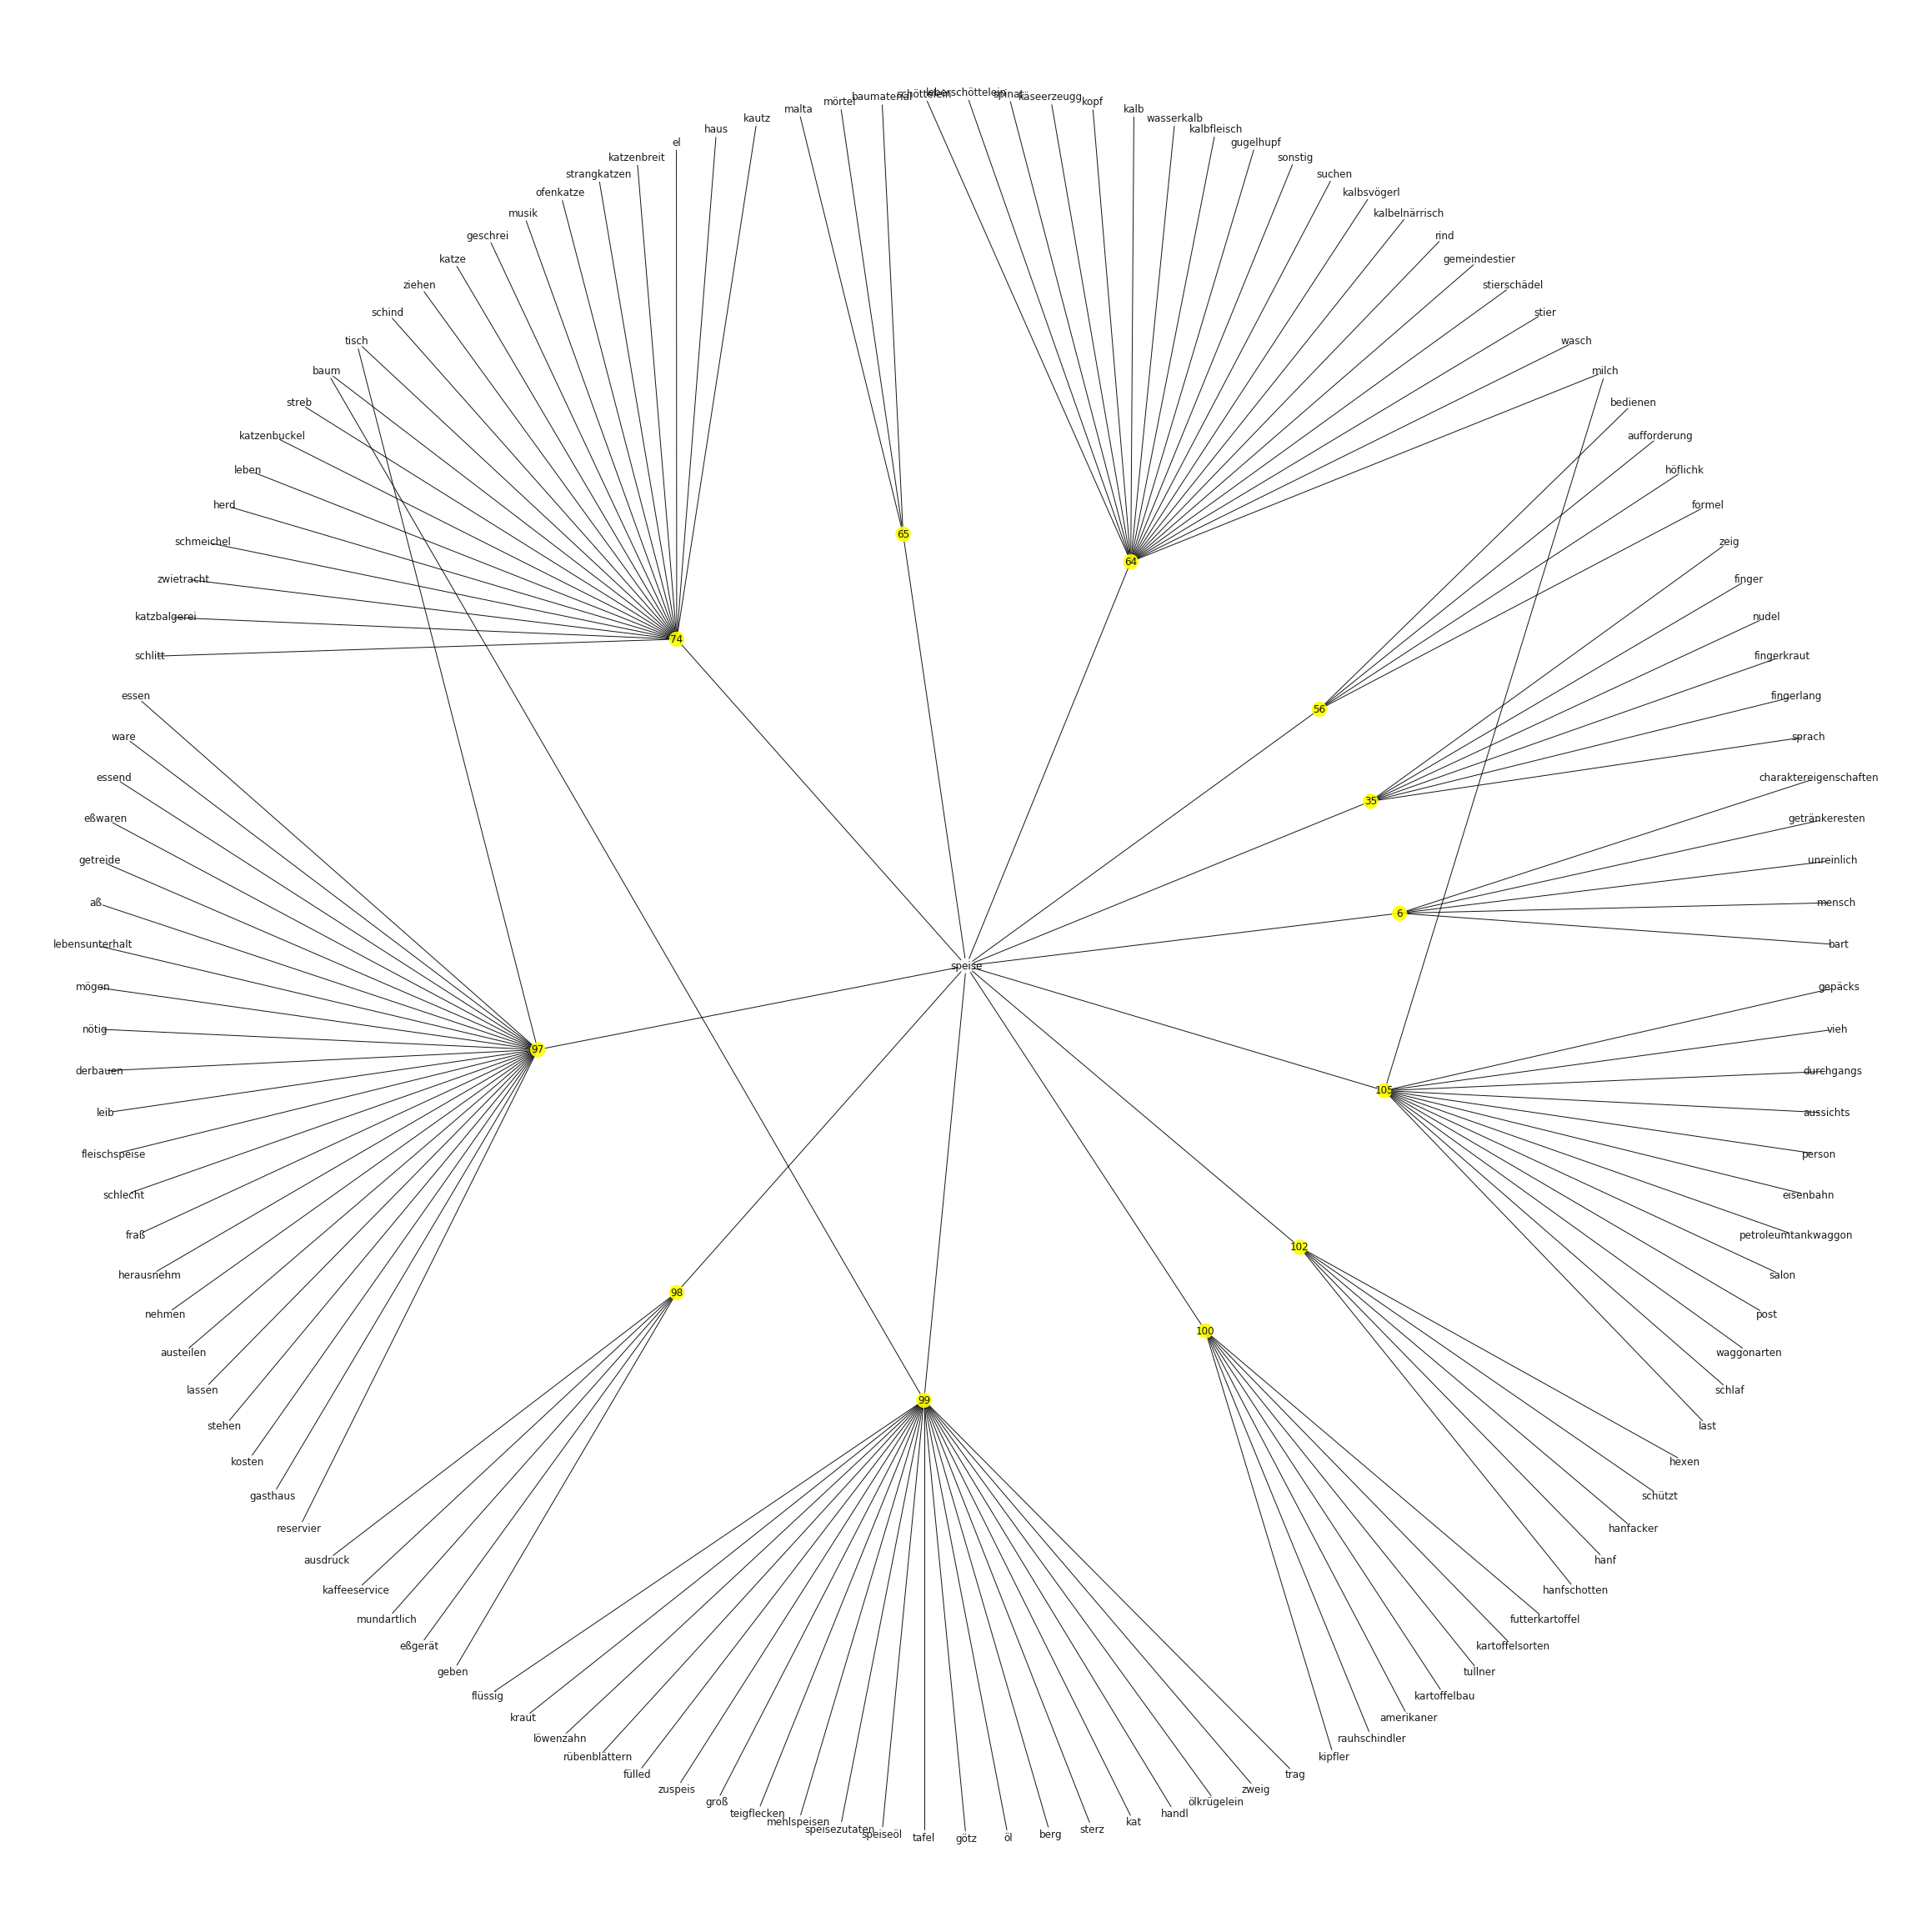 schöttelein
leberschöttelein
spinat
käseerzeugg
baumaterial
mörtel
kopf
malta
kalb
kautz
wasserkalb
haus
kalbfleisch
el
gugelhupf
katzenbreit
sonstig
strangkatzen
suchen
ofenkatze
kalbsvögerl
musik
kalbelnärrisch
geschrei
rind
katze
gemeindestier
ziehen
stierschädel
schind
stier
tisch
wasch
baum
milch
streb
bedienen
katzenbuckel
aufforderung
leben
höflichk
herd
formel
65
schmeichel
zeig
64
zwietracht
finger
katzbalgerei
nudel
74
schlitt
fingerkraut
essen
fingerlang
56
ware
sprach
essend
charaktereigenschaften
35
eßwaren
getränkeresten
getreide
unreinlich
aß
mensch
6
lebensunterhalt
bart
speise
mögen
gepäcks
nötig
vieh
97
derbauen
durchgangs
105
leib
aussichts
fleischspeise
person
schlecht
eisenbahn
fraß
petroleumtankwaggon
102
herausnehm
salon
98
nehmen
post
100
austeilen
waggonarten
lassen
schlaf
99
stehen
last
kosten
hexen
gasthaus
schützt
reservier
hanfacker
ausdruck
hanf
kaffeeservice
hanfschotten
mundartlich
futterkartoffel
eßgerät
kartoffelsorten
geben
tullner
flüssig
kartoffelbau
kraut
amerikaner
löwenzahn
rauhschindler
rübenblättern
kipfler
fülled
trag
zuspeis
zweig
groß
ölkrügelein
teigflecken
handl
mehlspeisen
kat
speisezutaten
sterz
speiseöl
berg
tafel
götz
öl